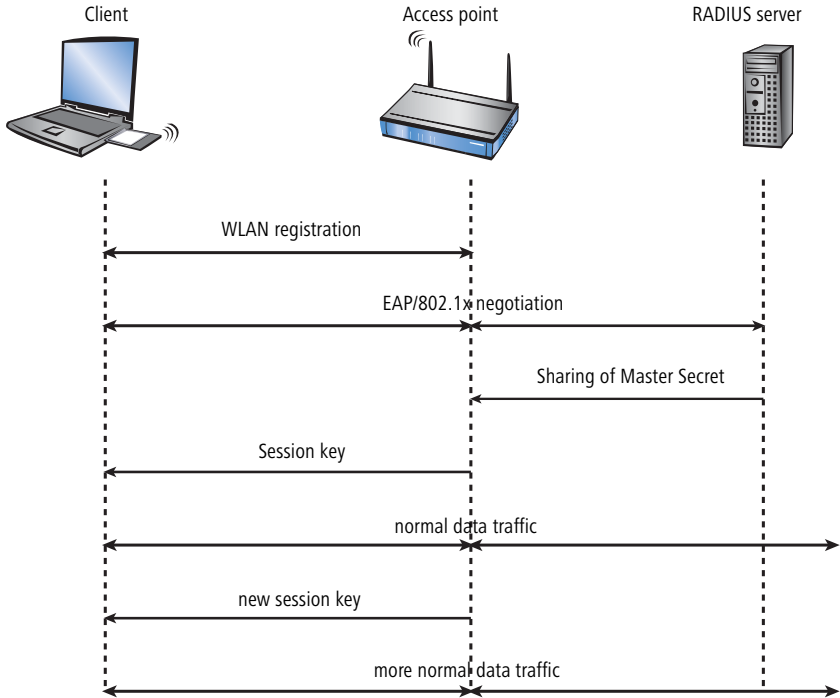 Client
Access point
RADIUS server
WLAN registration
EAP/802.1x negotiation
Sharing of Master Secret
Session key
normal data traffic
new session key
more normal data traffic